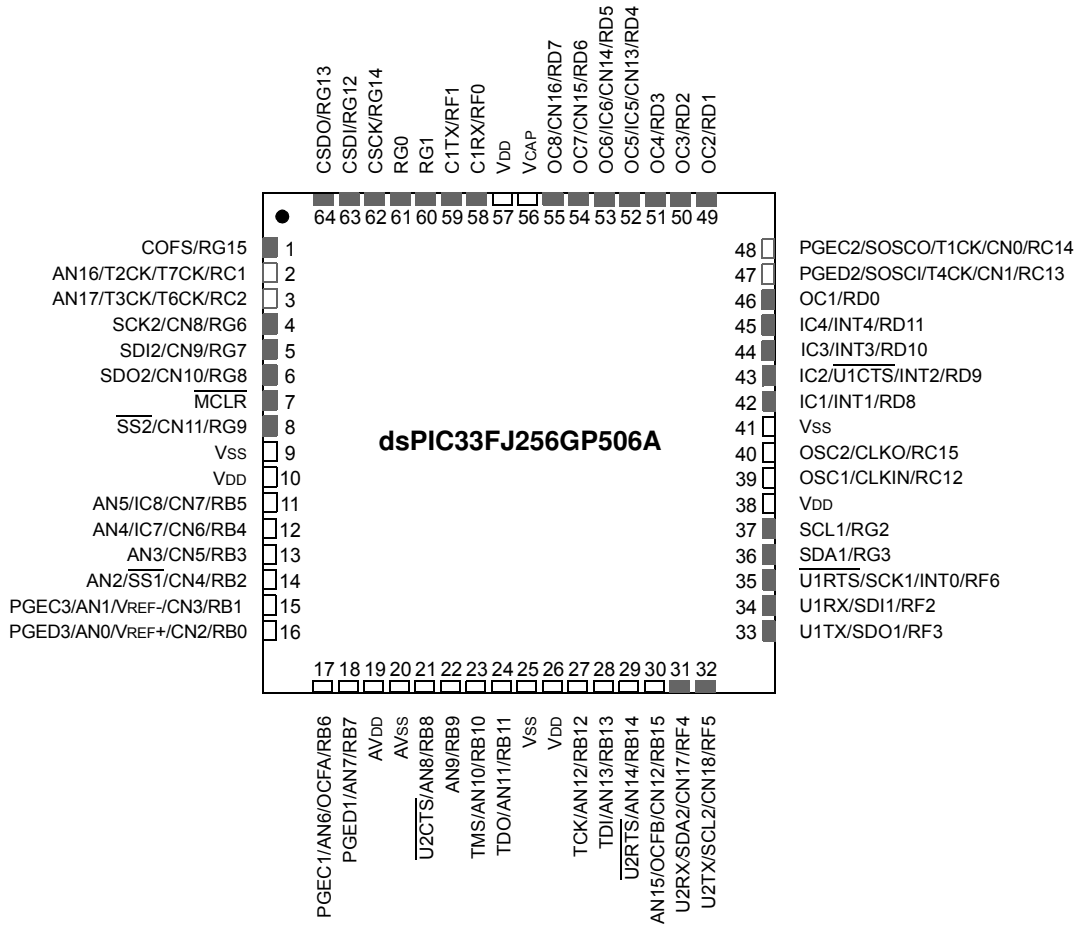 CSDO/RG13
CSDI/RG12
CSCK/RG14
RG0
RG1
C1TX/RF1
C1RX/RF0
VDD
VCAP
OC8/CN16/RD7
OC7/CN15/RD6
OC6/IC6/CN14/RD5
OC5/IC5/CN13/RD4
OC4/RD3
OC3/RD2
OC2/RD1
64 63 62 61 60 59 58 57 56 55 54 53 52 51 50 49
COFS/RG15 1
AN16/T2CK/T7CK/RC1 2
AN17/T3CK/T6CK/RC2 3
SCK2/CN8/RG6 4
SDI2/CN9/RG7 5
SDO2/CN10/RG8 6
MCLR 7
SS2/CN11/RG9 8
VSS 9
VDD 10
AN5/IC8/CN7/RB5 11
AN4/IC7/CN6/RB4 12
AN3/CN5/RB3 13
AN2/SS1/CN4/RB2 14
PGEC3/AN1/VREF-/CN3/RB1 15
PGED3/AN0/VREF+/CN2/RB0 16
dsPIC33FJ256GP506A
48 PGEC2/SOSCO/T1CK/CN0/RC14
47 PGED2/SOSCI/T4CK/CN1/RC13
46 OC1/RD0
45 IC4/INT4/RD11
44 IC3/INT3/RD10
43 IC2/U1CTS/INT2/RD9
42 IC1/INT1/RD8
41 VSS
40 OSC2/CLKO/RC15
39 OSC1/CLKIN/RC12
38 VDD
37 SCL1/RG2
36 SDA1/RG3
35 U1RTS/SCK1/INT0/RF6
34 U1RX/SDI1/RF2
33 U1TX/SDO1/RF3
17 18 19 20 21 22 23 24 25 26 27 28 29 30 31 32
PGEC1/AN6/OCFA/RB6
PGED1/AN7/RB7
AVDD
AVSS
U2CTS/AN8/RB8
AN9/RB9
TMS/AN10/RB10
TDO/AN11/RB11
VSS
VDD
TCK/AN12/RB12
TDI/AN13/RB13
U2RTS/AN14/RB14
AN15/OCFB/CN12/RB15
U2RX/SDA2/CN17/RF4
U2TX/SCL2/CN18/RF5